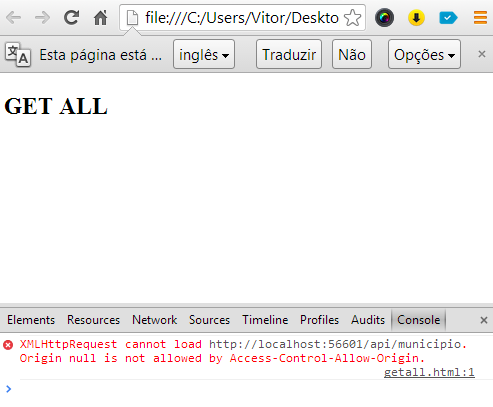 file:///C:/Users/Vitor/Deskto
Esta página está ... inglês Traduzir Não Opções ×
GET ALL
Elements Resources Network Sources Timeline Profiles Audits Console ×
XMLHttpRequest cannot load http://localhost:56601/api/municipio.
Origin null is not allowed by Access-Control-Allow-Origin.
getall.html:1
>